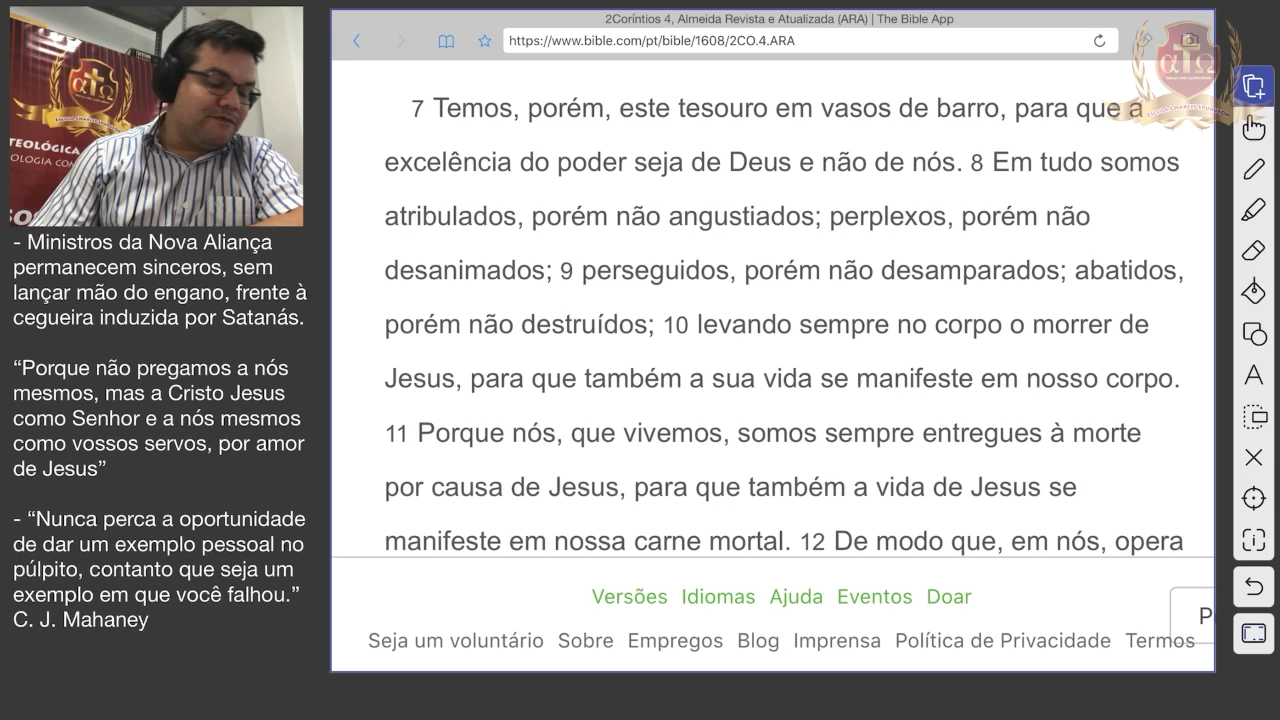 2Coríntios 4, Almeida Revista e Atualizada (ARA) | The Bible App
https://www.bible.com/pt/bible/1608/2CO.4.ARA
αTΩ
ESCOLA CHARLES SPURGEON
αTΩ
TEOLÓGICA
OLOGIA CON
SO
- Ministros da Nova Aliança
permanecem sinceros, sem
lançar mão do engano, frente à
cegueira induzida por Satanás.
“Porque não pregamos a nós
mesmos, mas a Cristo Jesus
como Senhor e a nós mesmos
como vossos servos, por amor
de Jesus”
- “Nunca perca a oportunidade
de dar um exemplo pessoal no
púlpito, contanto que seja um
exemplo em que você falhou.”
C. J. Mahaney
7 Temos, porém, este tesouro em vasos de barro, para que a
excelência do poder seja de Deus e não de nós. 8 Em tudo somos
atribulados, porém não angustiados; perplexos, porém não
desanimados; 9 perseguidos, porém não desamparados; abatidos,
porém não destruídos; 10 levando sempre no corpo o morrer de
Jesus, para que também a sua vida se manifeste em nosso corpo.
11 Porque nós, que vivemos, somos sempre entregues à morte
por causa de Jesus, para que também a vida de Jesus se
manifeste em nossa carne mortal. 12 De modo que, em nós, opera
Versões Idiomas Ajuda Eventos Doar
P
Seja um voluntário Sobre Empregos Blog Imprensa Política de Privacidade Termos
A